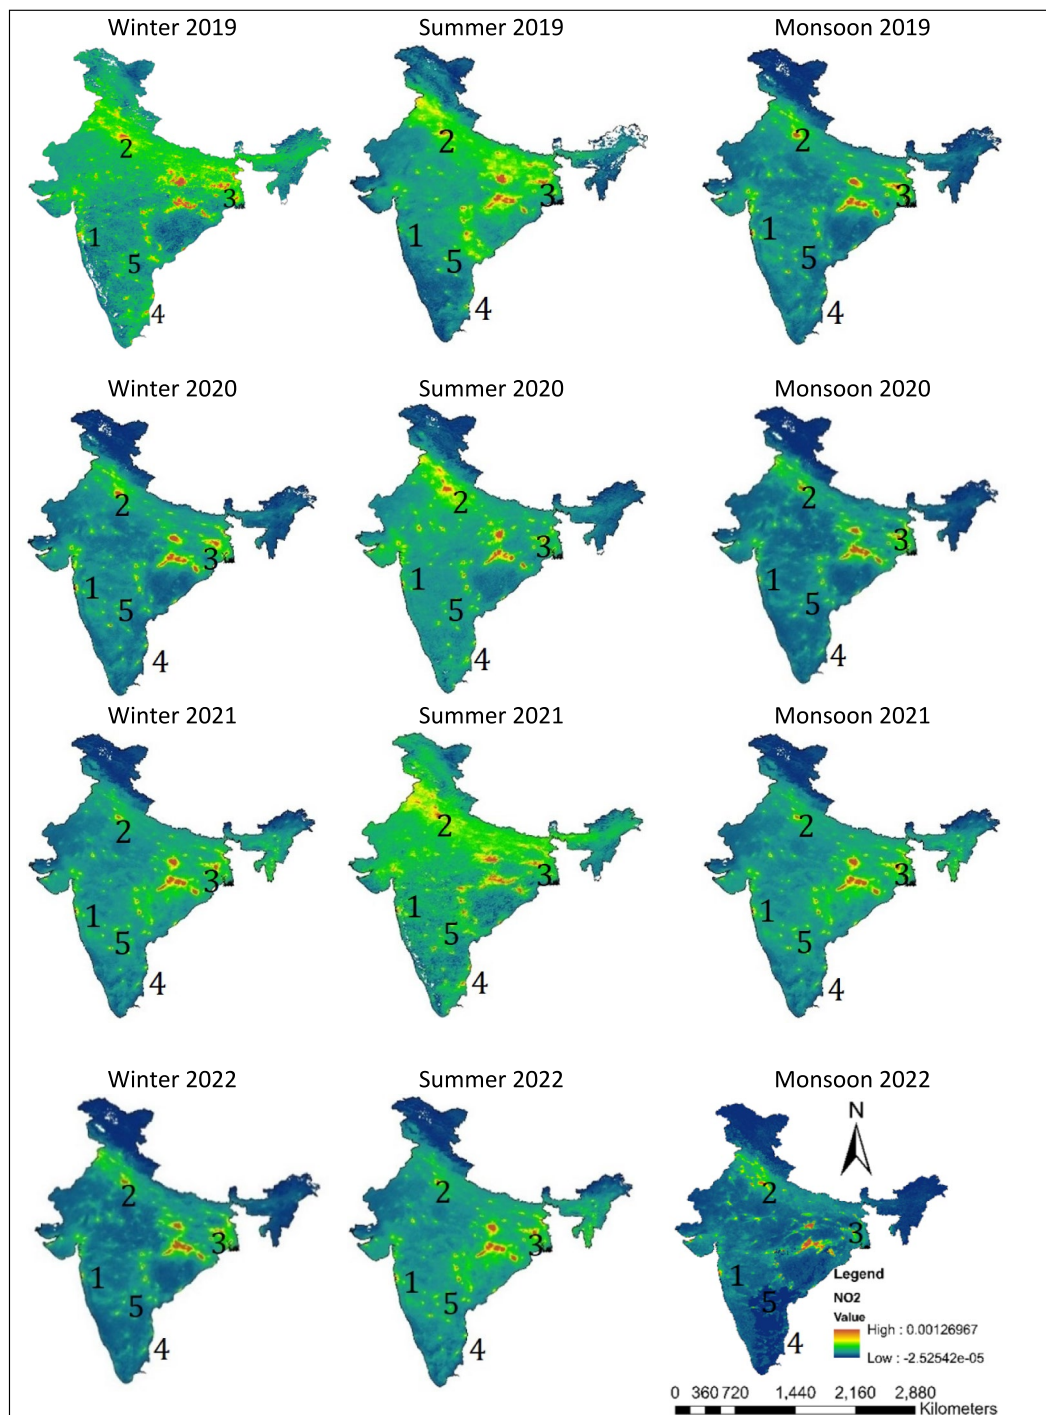 Winter 2019 Summer 2019 Monsoon 2019
2 2 2
3 3 3
1 1 1
5 5 5
4 4 4
Winter 2020 Summer 2020 Monsoon 2020
2 2 2
3 3 3
1 1 1
5 5 5
4 4 4
Winter 2021 Summer 2021 Monsoon 2021
2 2 2
3 3 3
1 1 1
5 5 5
4 4 4
Winter 2022 Summer 2022 Monsoon 2022
N
2 2 2
3 3 3
1 1 1
5 5 5
4 4 4
Legend
NO2
Value
High : 0.00126967
Low : -2.52542e-05
0 360 720 1,440 2,160 2,880
Kilometers